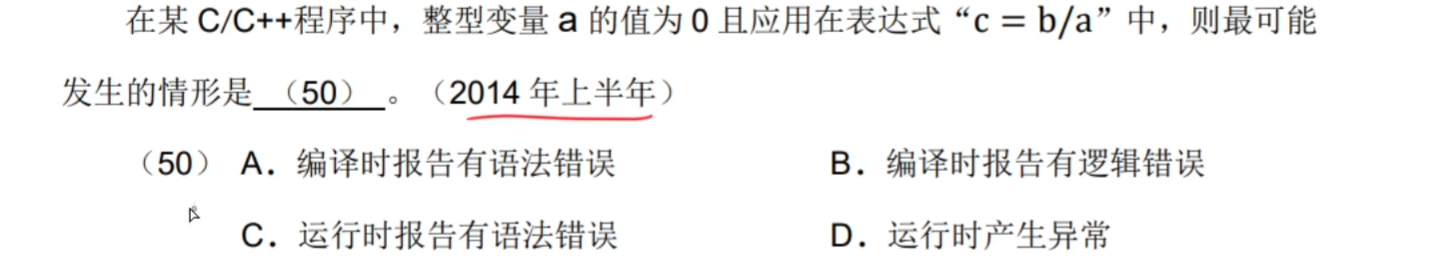 在某 C/C++程序中，整型变量 a 的值为 0 且应用在表达式“c = b/a”中，则最可能
发生的情形是 （50） 。（2014 年上半年）
（50） A．编译时报告有语法错误 B．编译时报告有逻辑错误
C．运行时报告有语法错误 D．运行时产生异常